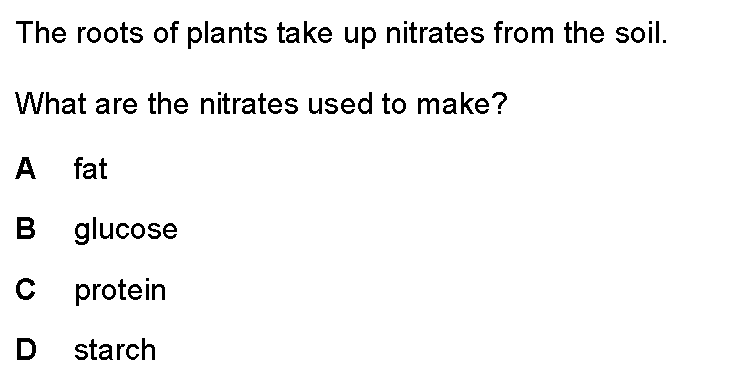 The roots of plants take up nitrates from the soil.
What are the nitrates used to make?
A fat
B glucose
C protein
D starch